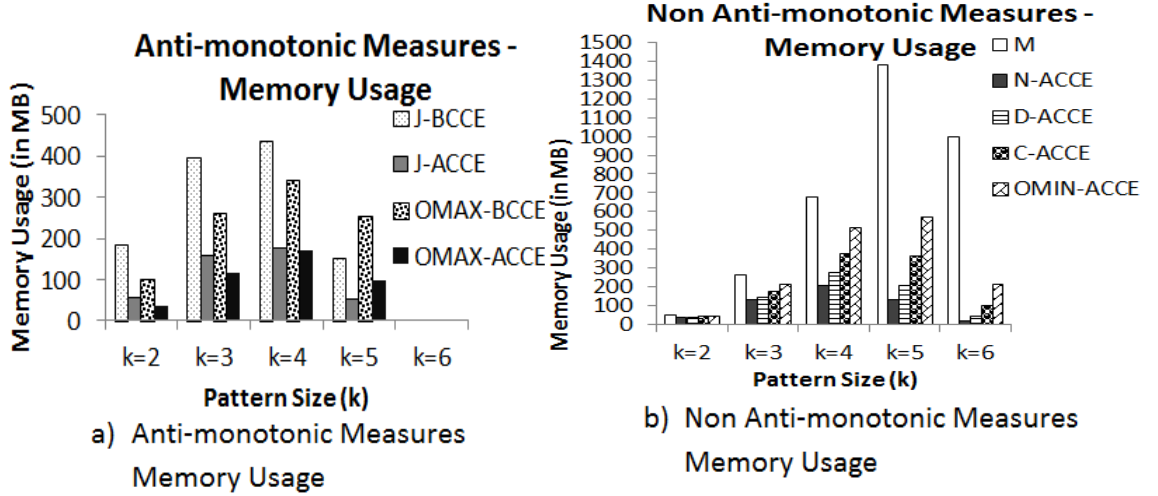 Anti-monotonic Measures -
Memory Usage
Memory Usage (in MB)
500
400
300
200
100
0
J-BCCE
J-ACCE
OMAX-BCCE
OMAX-ACCE
k=2 k=3 k=4 k=5 k=6
Pattern Size (k)
a) Anti-monotonic Measures
Memory Usage
Non Anti-monotonic Measures -
Memory Usage
Memory Usage (in MB)
1500
1400
1300
1200
1100
1000
900
800
700
600
500
400
300
200
100
0
M
N-ACCE
D-ACCE
C-ACCE
OMIN-ACCE
k=2 k=3 k=4 k=5 k=6
Pattern Size (k)
b) Non Anti-monotonic Measures
Memory Usage